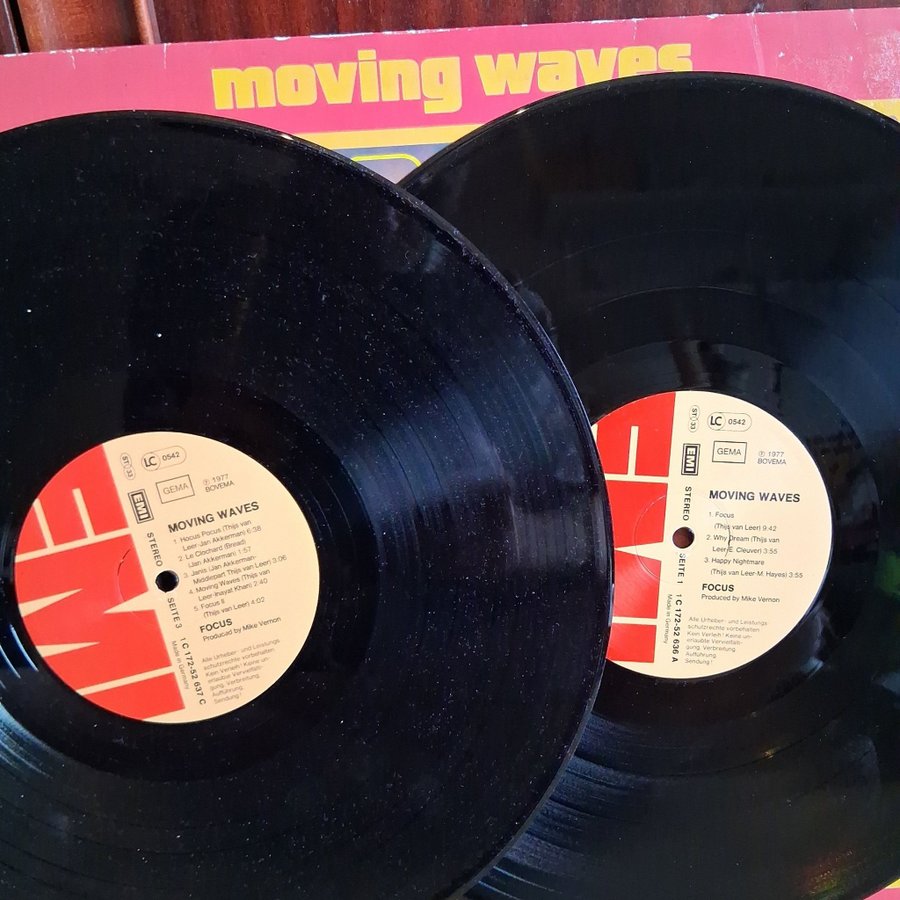 moving waves
EMI
ST 33
LC 0542
EMI
GEMA
℗ 1977
BOVEMA
STEREO
MOVING WAVES
1. Hocus Pocus (Thijs van
Leer-Jan Akkerman) 6:38
2. Le Clochard (Bread)
(Jan Akkerman) 1:57
3. Janis (Jan Akkerman-
Middlepart Thijs van Leer) 3:06
4. Moving Waves (Thijs van
Leer-Inayat Khan) 2:40
5. Focus II
(Thijs van Leer) 4:02
FOCUS
Produced by Mike Vernon
SEITE 3
1 C 172-52 637 C
Made in Germany
Alle Urheber- und Leistungs-
schutzrechte vorbehalten
Kein Verleih! Keine un-
erlaubte Vervielfälti-
gung, Verbreitung,
Aufführung,
Sendung!
EMI
ST 33
LC 0542
EMI
GEMA
℗ 1977
BOVEMA
STEREO
MOVING WAVES
1. Focus
(Thijs van Leer) 9:42
2. Why Dream (Thijs van
Leer-E. Cleuver) 3:55
3. Happy Nightmare
(Thijs van Leer-M. Hayes) 3:55
FOCUS
Produced by Mike Vernon
SEITE 1
1 C 172-52 636 A
Made in Germany
Alle Urheber- und Leistungs-
schutzrechte vorbehalten
Kein Verleih! Keine un-
erlaubte Vervielfälti-
gung, Verbreitung,
Aufführung,
Sendung!